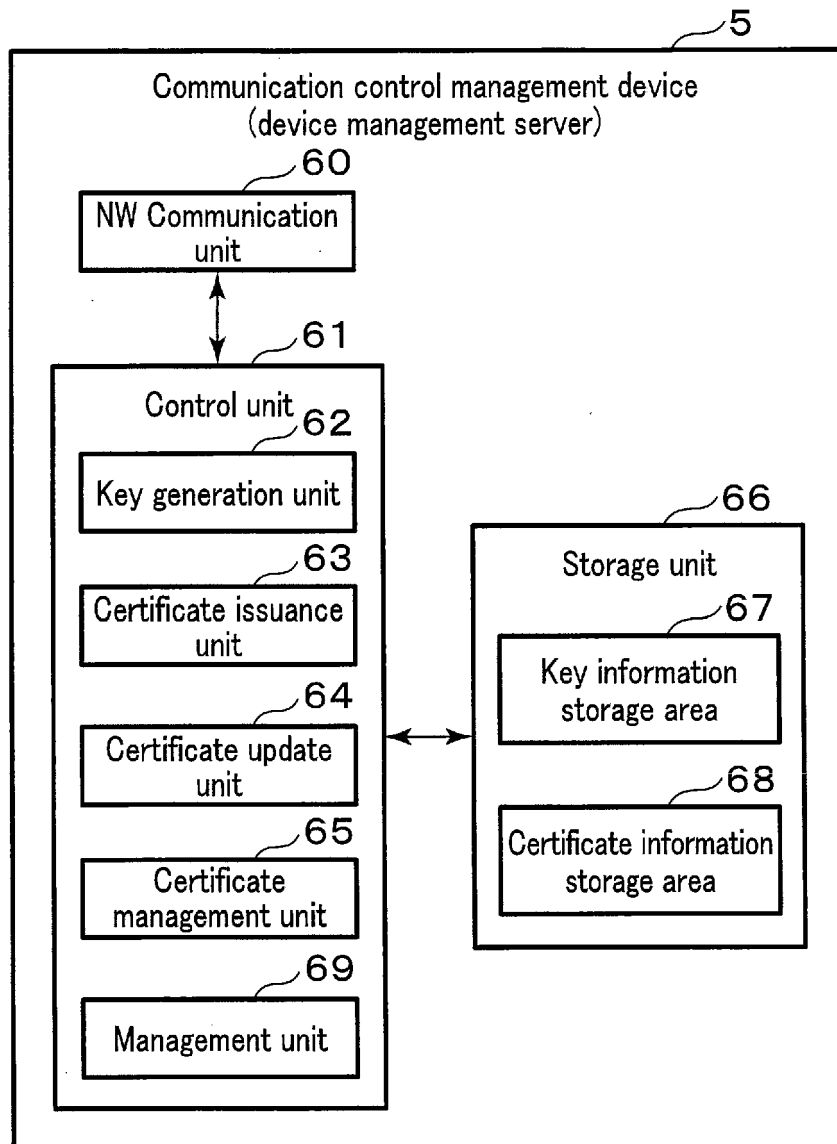 5
Communication control management device
(device management server)
60
NW Communication
unit
61
Control unit
62
Key generation unit
63
Certificate issuance
unit
64
Certificate update
unit
65
Certificate
management unit
69
Management unit
66
Storage unit
67
Key information
storage area
68
Certificate information
storage area